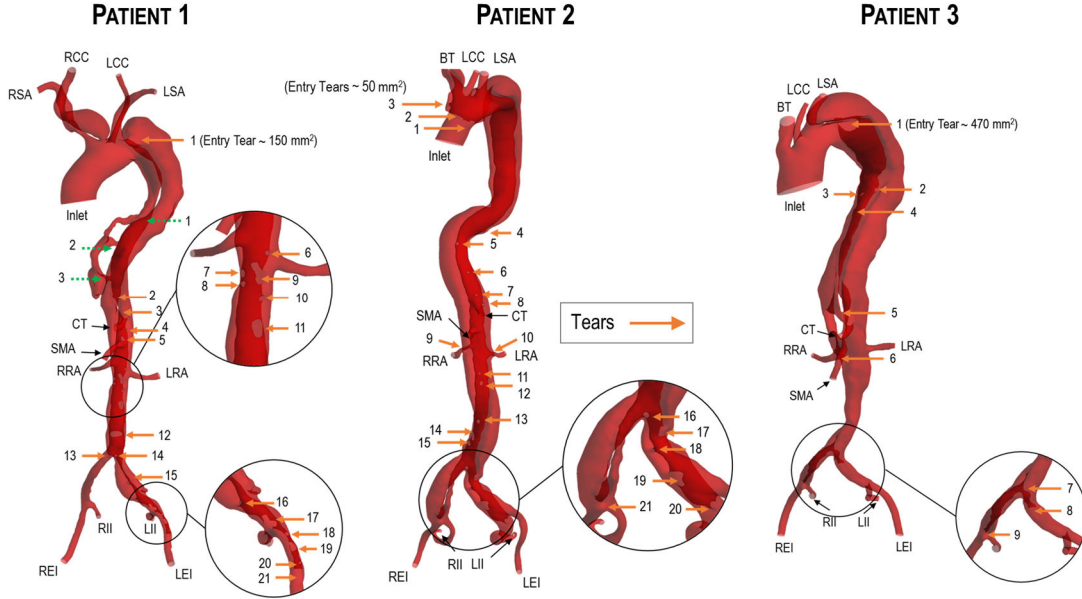 PATIENT 1
RCC
LCC
RSA
LSA
1 (Entry Tear ~ 150 mm²)
Inlet
1
2
3
2
3
CT
4
5
SMA
RRA
LRA
6
7
8
9
10
11
12
13
14
15
RII
LII
REI
LEI
16
17
18
19
20
21
PATIENT 2
BT
LCC
LSA
(Entry Tears ~ 50 mm²)
3
2
1
Inlet
4
5
6
7
8
SMA
CT
9
10
RRA
LRA
11
12
13
14
15
RII
LII
REI
LEI
16
17
18
19
20
21
Tears
PATIENT 3
LSA
LCC
BT
1 (Entry Tear ~ 470 mm²)
Inlet
3
2
4
5
CT
RRA
LRA
6
SMA
RII
LII
REI
LEI
7
8
9